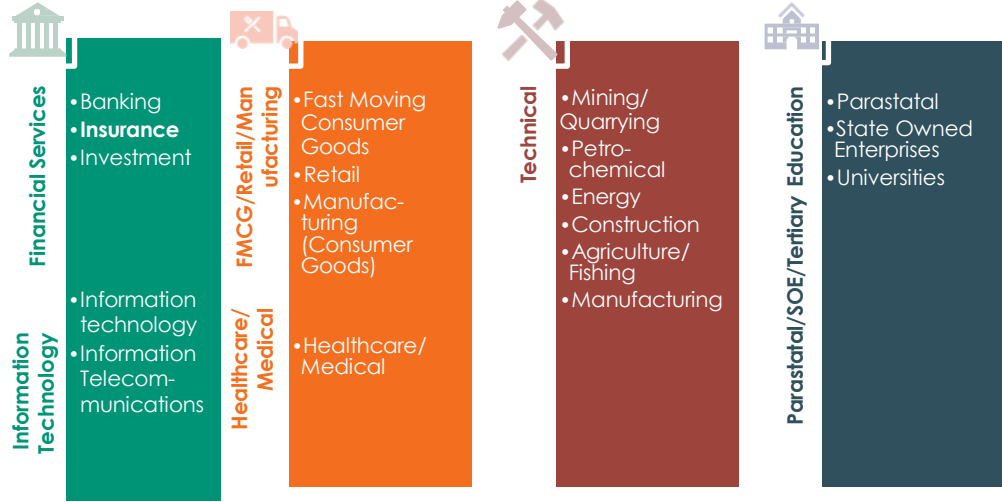 Financial Services
•Banking
•Insurance
•Investment
Information
Technology
•Information
technology
•Information
Telecom-
munications
FMCG/Retail/Man
ufacturing
•Fast Moving
Consumer
Goods
•Retail
•Manufac-
turing
(Consumer
Goods)
Healthcare/
Medical
•Healthcare/
Medical
Technical
•Mining/
Quarrying
•Petro-
chemical
•Energy
•Construction
•Agriculture/
Fishing
•Manufacturing
Parastatal/SOE/Tertiary Education
•Parastatal
•State Owned
Enterprises
•Universities